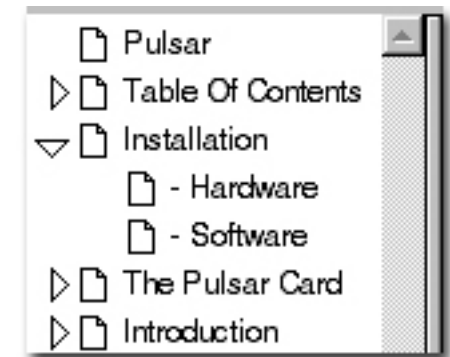 Pulsar
Table Of Contents
Installation
- Hardware
- Software
The Pulsar Card
Introduction